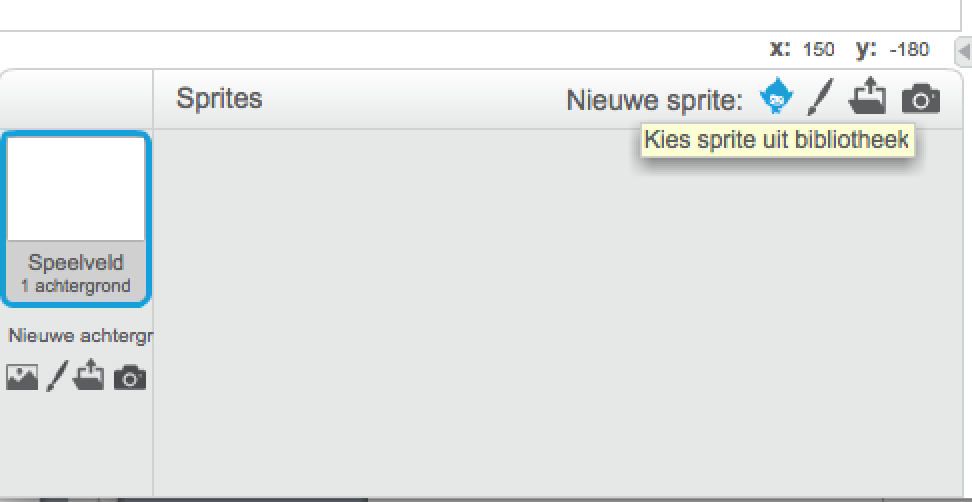 x: 150 y: -180
Sprites
Nieuwe sprite:
Kies sprite uit bibliotheek
Speelveld
1 achtergrond
Nieuwe achtergr